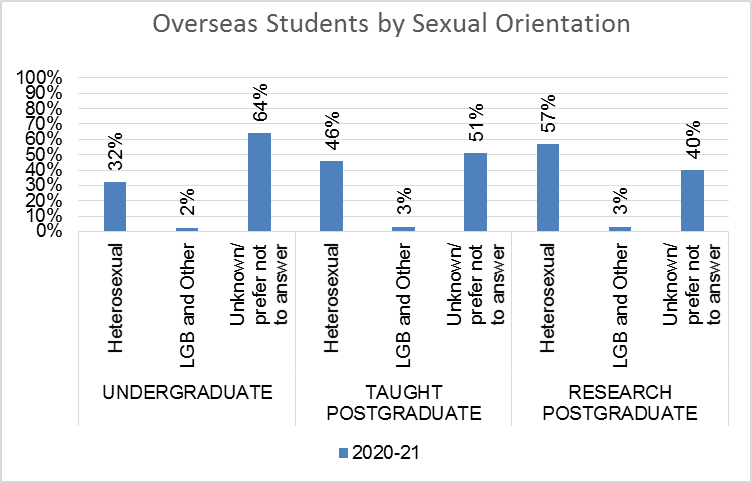 Overseas Students by Sexual Orientation
100%
90%
80%
70%
60%
50%
40%
30%
20%
10%
0%
32%
2%
64%
46%
3%
51%
57%
3%
40%
Heterosexual
LGB and Other
Unknown/
prefer not
to answer
Heterosexual
LGB and Other
Unknown/
prefer not
to answer
Heterosexual
LGB and Other
Unknown/
prefer not
to answer
UNDERGRADUATE
TAUGHT
POSTGRADUATE
RESEARCH
POSTGRADUATE
2020-21